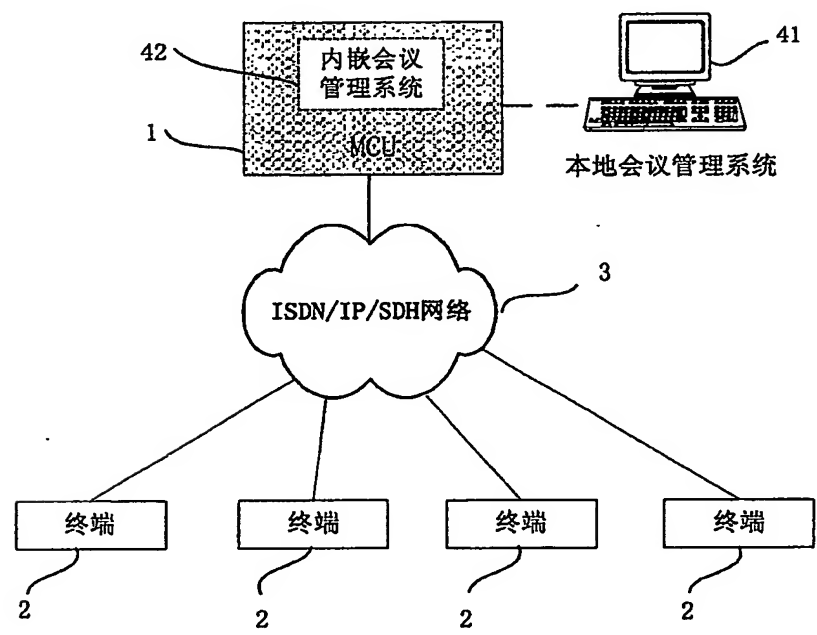 42
内嵌会议
管理系统
41
1
MCU
本地会议管理系统
3
ISDN/IP/SDH网络
终端
终端
终端
终端
2
2
2
2